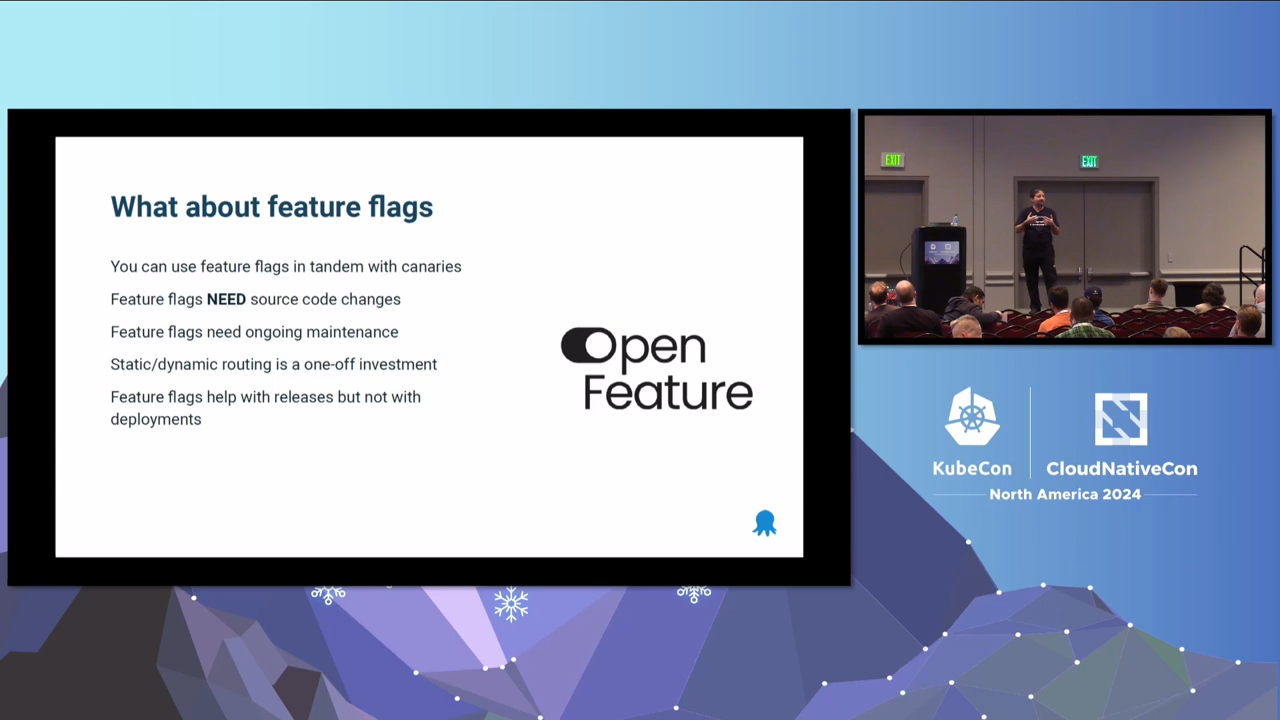 What about feature flags
You can use feature flags in tandem with canaries
Feature flags NEED source code changes
Feature flags need ongoing maintenance
Static/dynamic routing is a one-off investment
Feature flags help with releases but not with
deployments
Open
Feature
EXIT
EXIT
KubeCon
CloudNativeCon
North America 2024